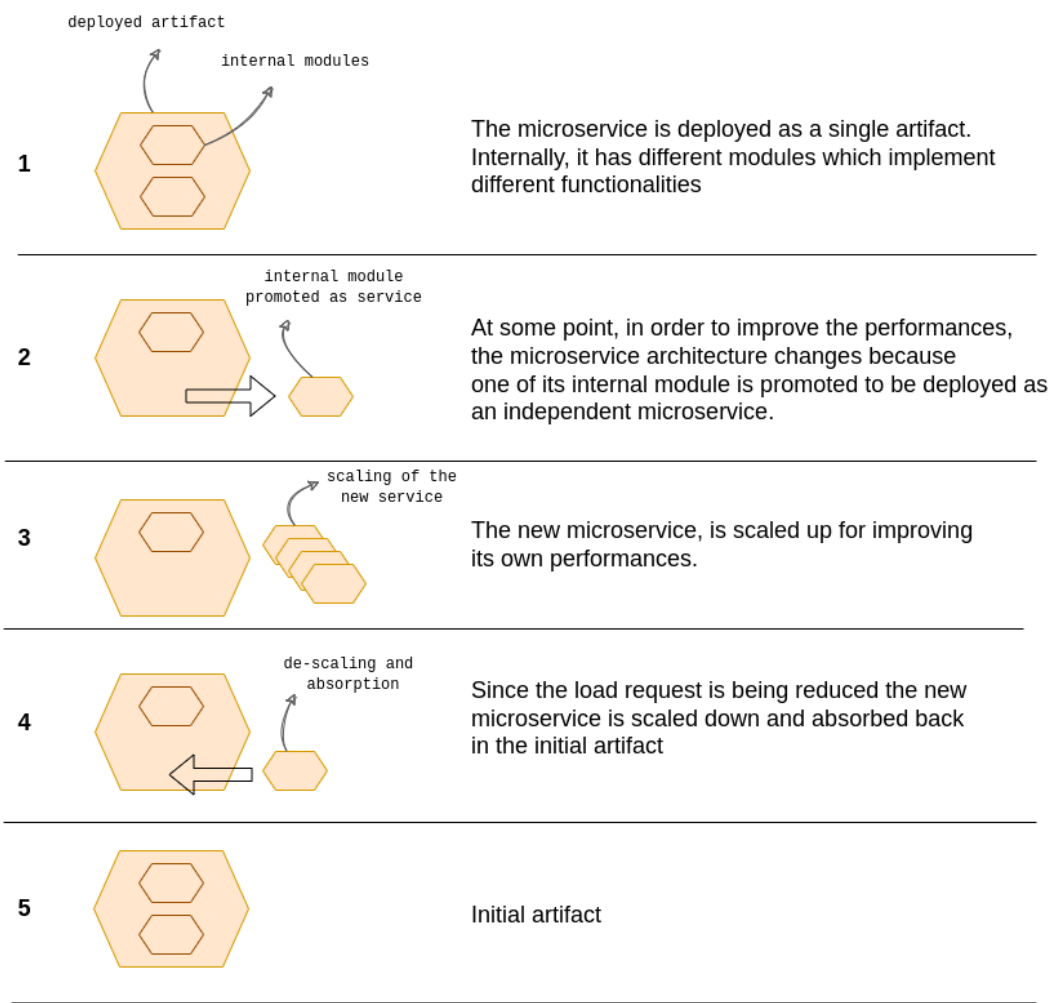 deployed artifact
internal modules
1
The microservice is deployed as a single artifact.
Internally, it has different modules which implement
different functionalities
internal module
promoted as service
2
At some point, in order to improve the performances,
the microservice architecture changes because
one of its internal module is promoted to be deployed as
an independent microservice.
scaling of the
new service
3
The new microservice, is scaled up for improving
its own performances.
de-scaling and
absorption
4
Since the load request is being reduced the new
microservice is scaled down and absorbed back
in the initial artifact
5
Initial artifact